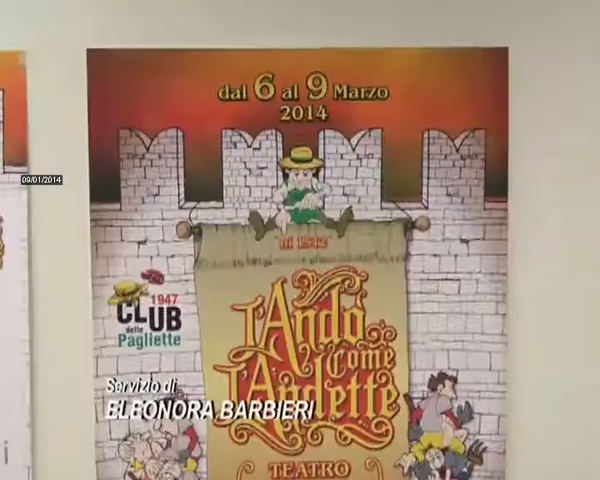 dal 6 al 9 Marzo
2014
09/01/2014
1947
CLUB
delle
Pagliette
L'Andò
Come
L'Ardette
Servizio di
ELEONORA BARBIERI
TEATRO